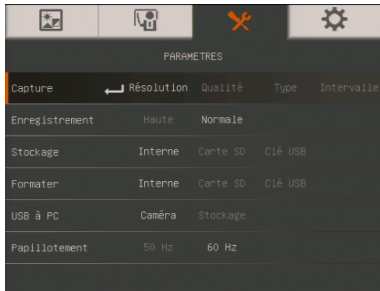 PARAMETRES
Capture Résolution Qualité Type Intervalle
Enregistrement Haute Normale
Stockage Interne Carte SD Clé USB
Formater Interne Carte SD Clé USB
USB à PC Caméra Stockage
Papillotement 50 Hz 60 Hz